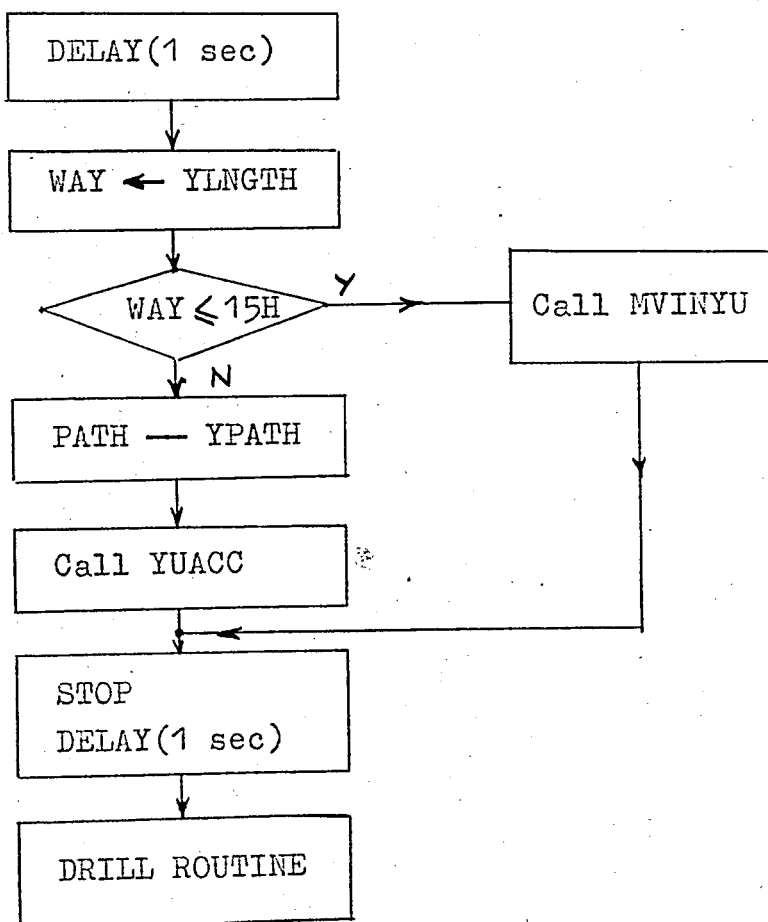 DELAY(1 sec)
WAY ← YLNGTH
WAY ⩽ 15H
Y
Call MVINYU
N
PATH — YPATH
Call YUACC
STOP
DELAY(1 sec)
DRILL ROUTINE